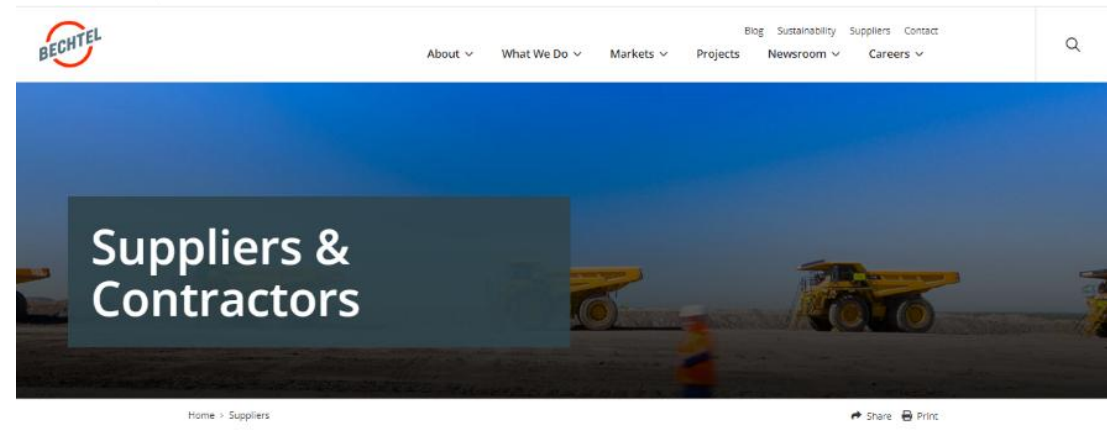 BECHTEL
Blog Sustainability Suppliers Contact
About What We Do Markets Projects Newsroom Careers
Suppliers &
Contractors
Home > Suppliers
Share Print